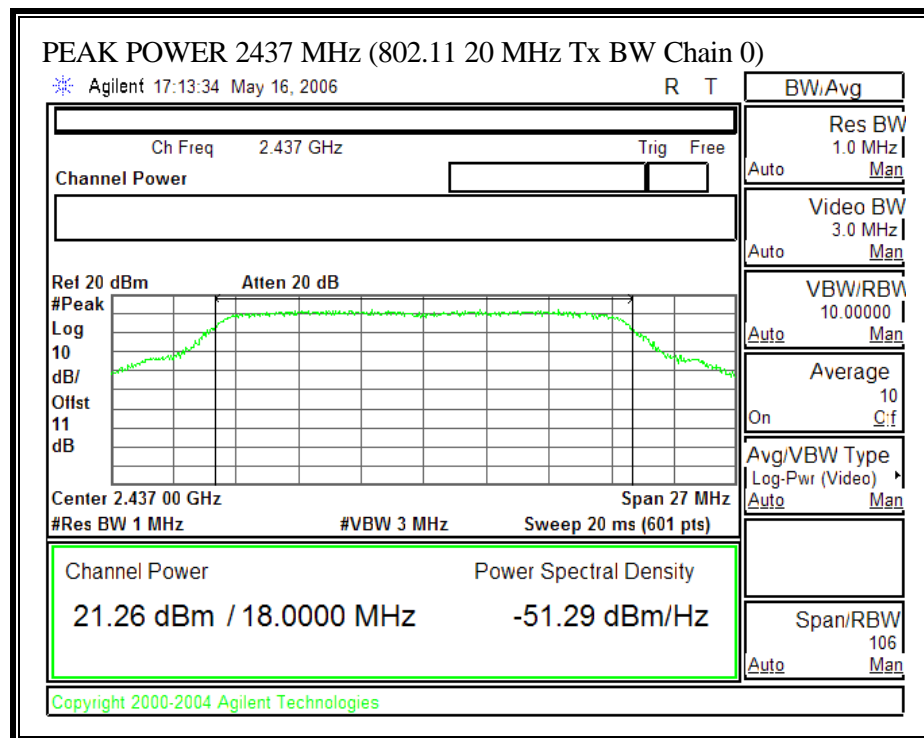 PEAK POWER 2437 MHz (802.11 20 MHz Tx BW Chain 0)
Agilent 17:13:34 May 16, 2006 R T
BW/Avg
Ch Freq 2.437 GHz Trig Free
Channel Power
Res BW
1.0 MHz
Auto Man
Video BW
3.0 MHz
Auto Man
VBW/RBW
10.00000
Auto Man
Average
10
On Off
Avg/VBW Type
Log-Pwr (Video)
Auto Man
Span/RBW
106
Auto Man
Ref 20 dBm Atten 20 dB
#Peak
Log
10
dB/
Offst
11
dB
Center 2.437 00 GHz Span 27 MHz
#Res BW 1 MHz #VBW 3 MHz Sweep 20 ms (601 pts)
Channel Power Power Spectral Density
21.26 dBm / 18.0000 MHz -51.29 dBm/Hz
Copyright 2000-2004 Agilent Technologies